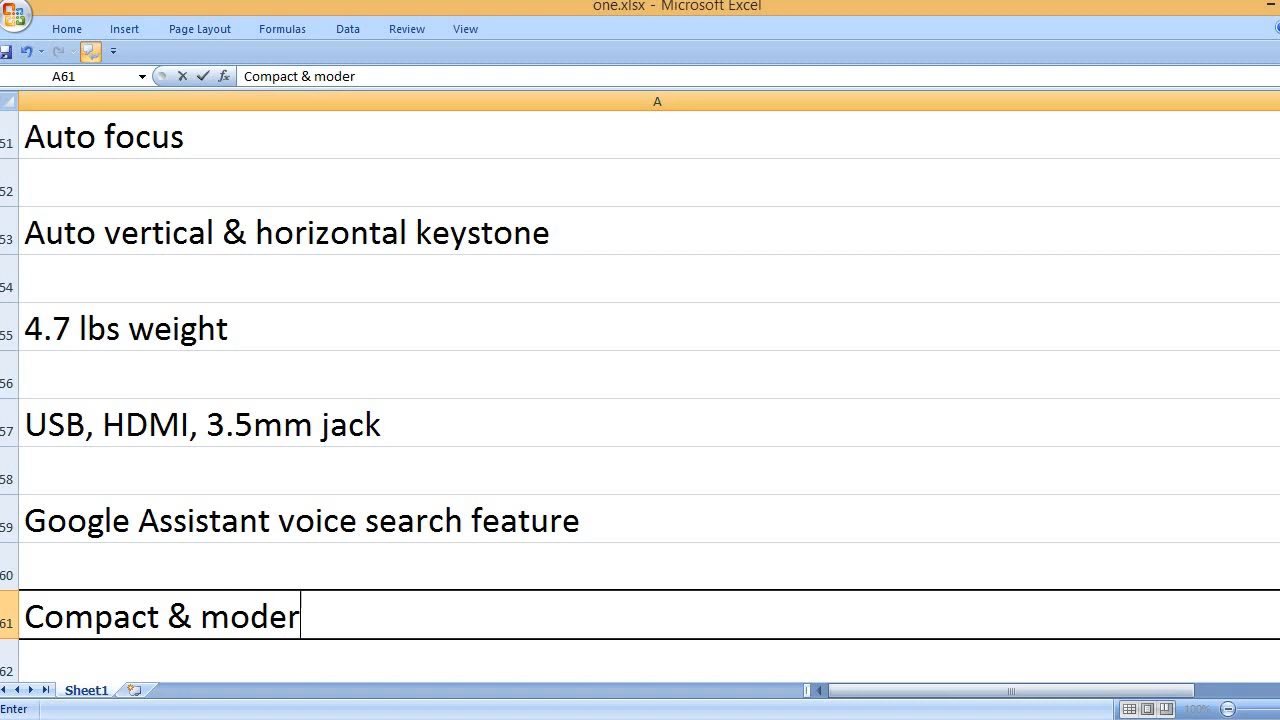 one.xlsx - Microsoft Excel
Home Insert Page Layout Formulas Data Review View
A61 fx Compact & moder
A
51 Auto focus
52
53 Auto vertical & horizontal keystone
54
55 4.7 lbs weight
56
57 USB, HDMI, 3.5mm jack
58
59 Google Assistant voice search feature
60
61 Compact & moder
62
Sheet1
Enter 100%